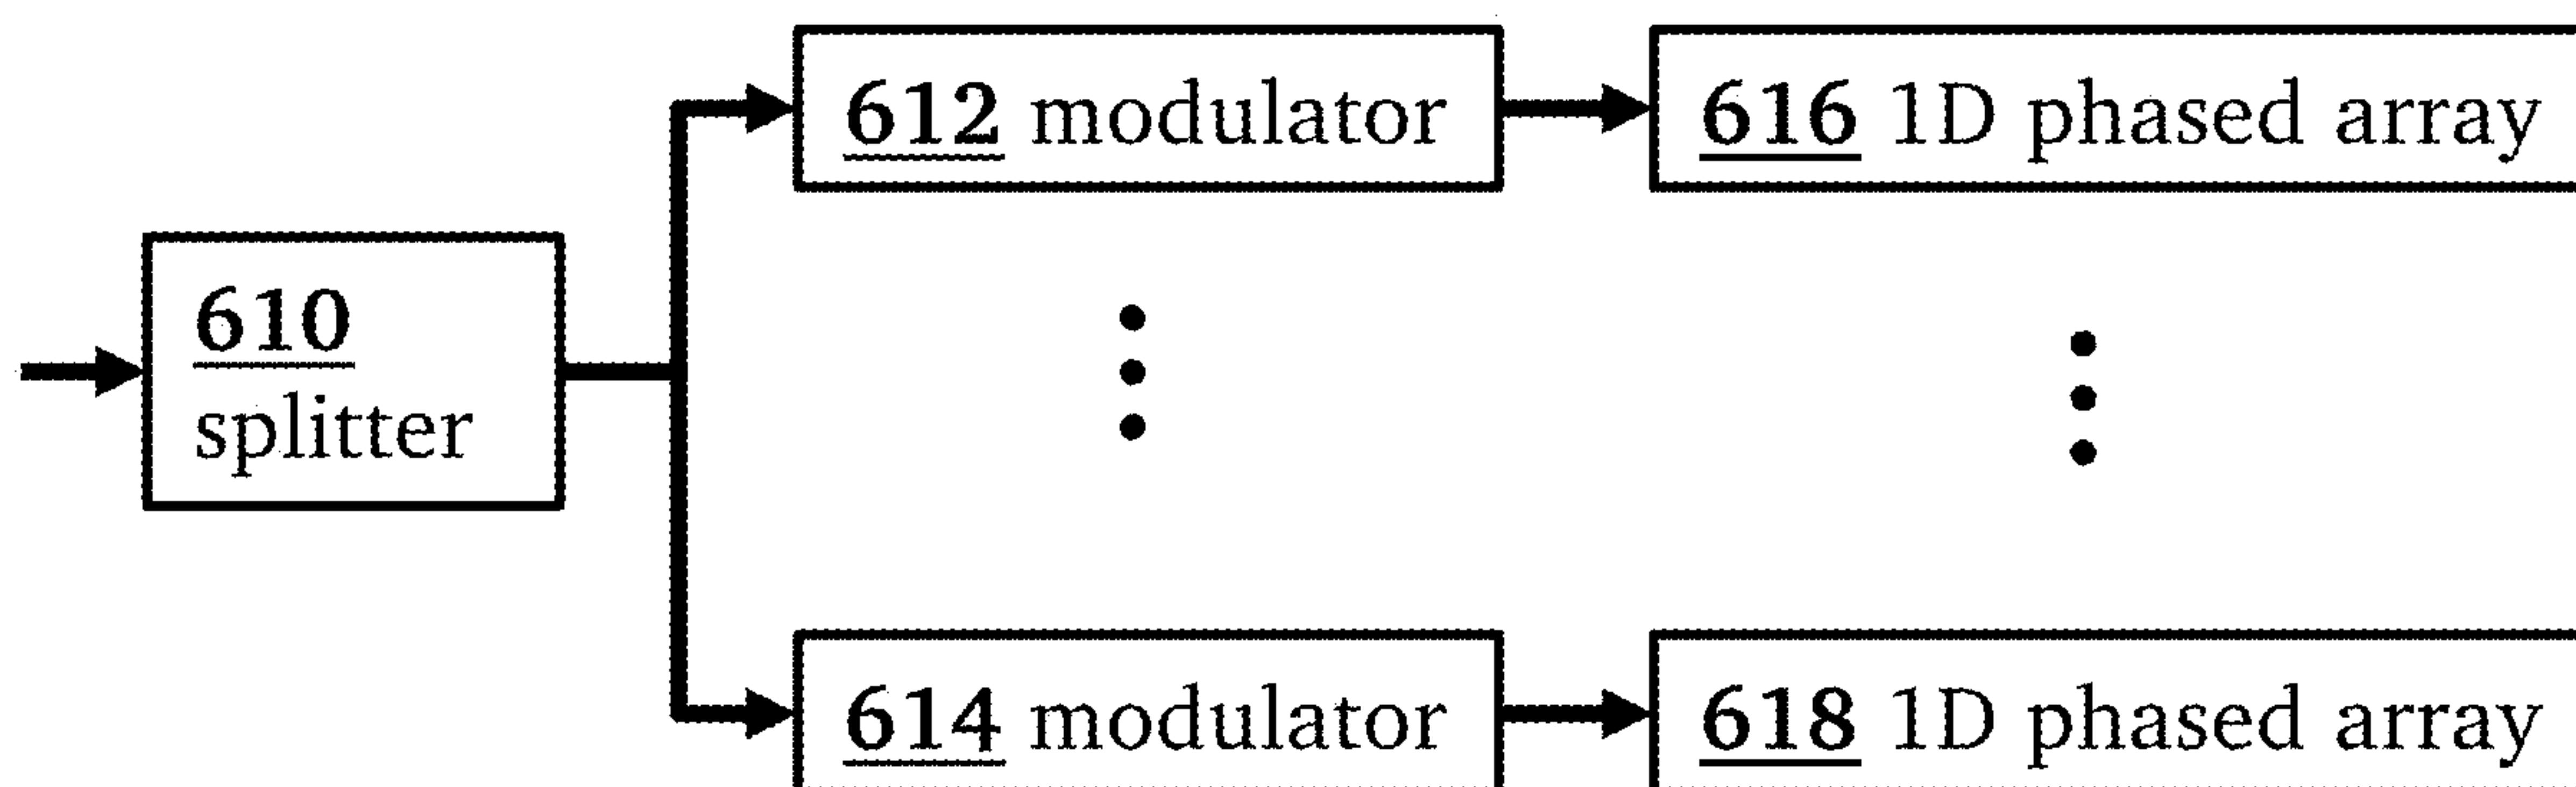 612 modulator
616 1D phased array
610
splitter
614 modulator
618 1D phased array